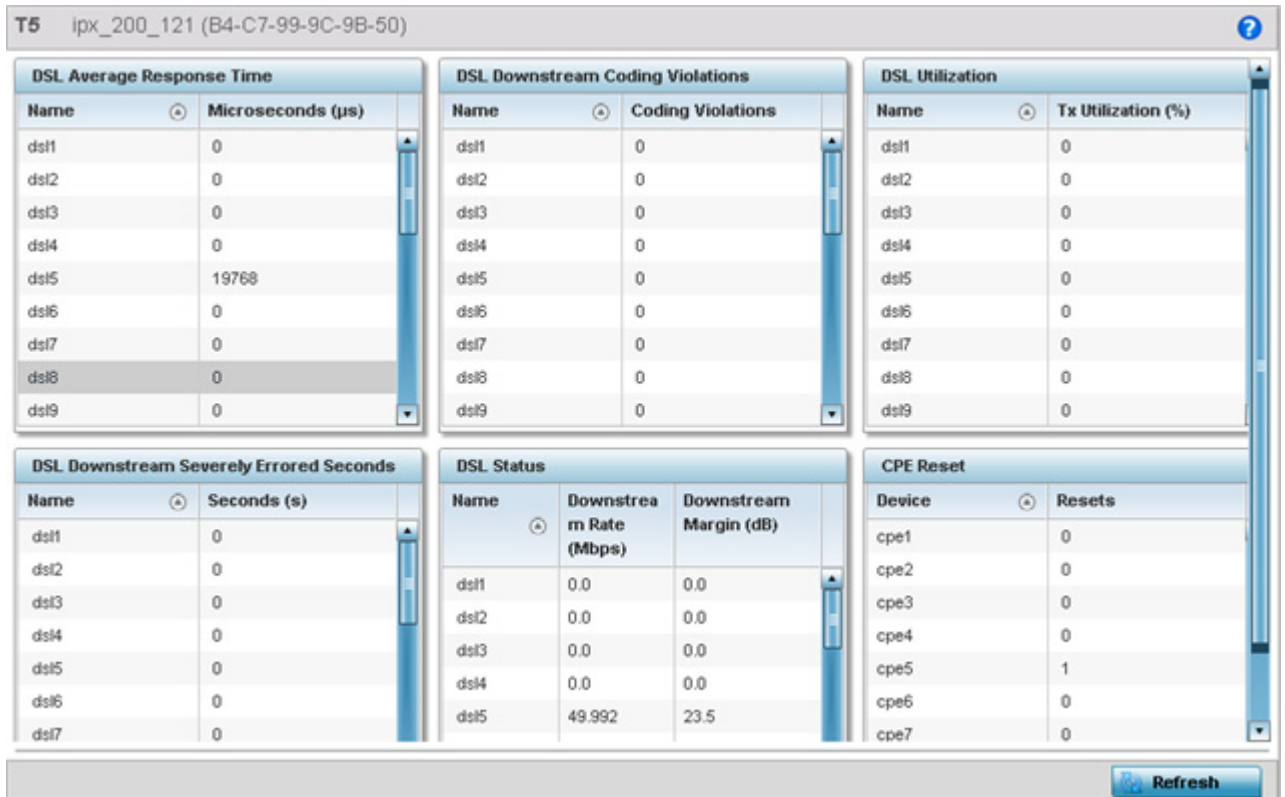 T5 ipx_200_121 (B4-C7-99-9C-9B-50)
DSL Average Response Time
Name Microseconds (µs)
dsl1 0
dsl2 0
dsl3 0
dsl4 0
dsl5 19768
dsl6 0
dsl7 0
dsl8 0
dsl9 0
DSL Downstream Coding Violations
Name Coding Violations
dsl1 0
dsl2 0
dsl3 0
dsl4 0
dsl5 0
dsl6 0
dsl7 0
dsl8 0
dsl9 0
DSL Utilization
Name Tx Utilization (%)
dsl1 0
dsl2 0
dsl3 0
dsl4 0
dsl5 0
dsl6 0
dsl7 0
dsl8 0
dsl9 0
DSL Downstream Severely Errored Seconds
Name Seconds (s)
dsl1 0
dsl2 0
dsl3 0
dsl4 0
dsl5 0
dsl6 0
dsl7 0
DSL Status
Name Downstrea Downstream
m Rate Margin (dB)
(Mbps)
dsl1 0.0 0.0
dsl2 0.0 0.0
dsl3 0.0 0.0
dsl4 0.0 0.0
dsl5 49.992 23.5
CPE Reset
Device Resets
cpe1 0
cpe2 0
cpe3 0
cpe4 0
cpe5 1
cpe6 0
cpe7 0
Refresh